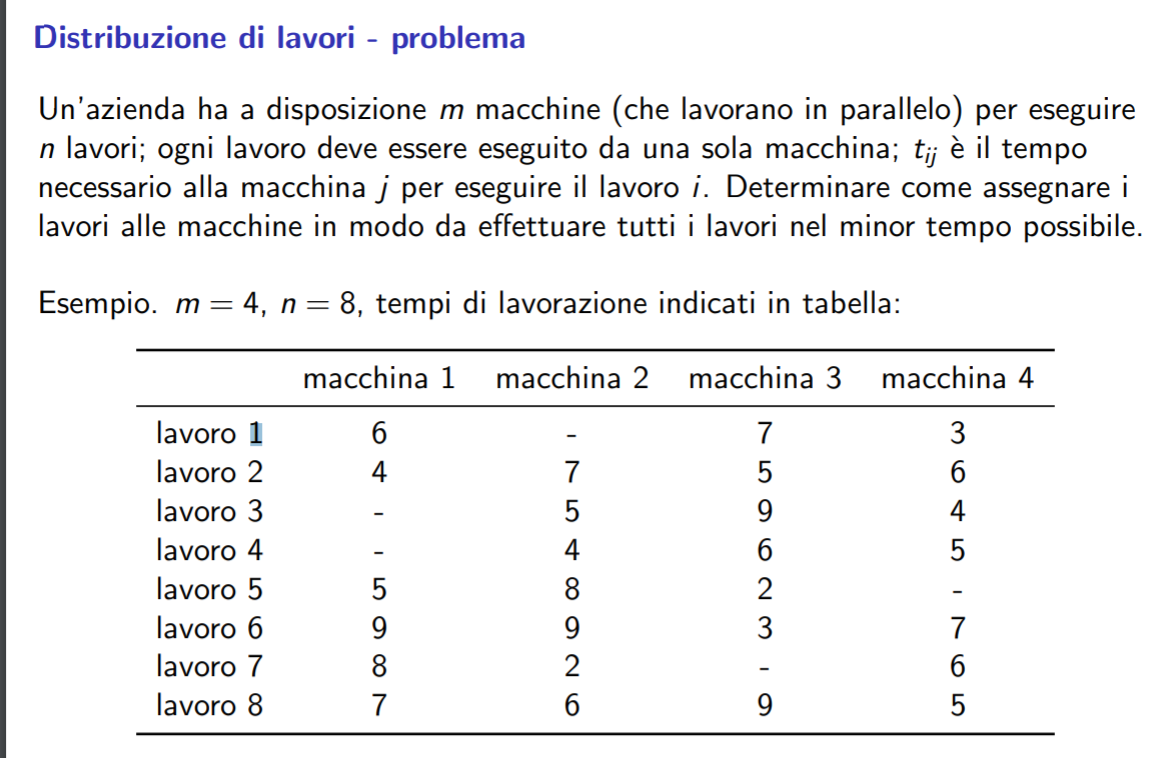 Distribuzione di lavori - problema
Un'azienda ha a disposizione m macchine (che lavorano in parallelo) per eseguire
n lavori; ogni lavoro deve essere eseguito da una sola macchina; tij è il tempo
necessario alla macchina j per eseguire il lavoro i. Determinare come assegnare i
lavori alle macchine in modo da effettuare tutti i lavori nel minor tempo possibile.
Esempio. m = 4, n = 8, tempi di lavorazione indicati in tabella:
macchina 1 macchina 2 macchina 3 macchina 4
lavoro 1 6 - 7 3
lavoro 2 4 7 5 6
lavoro 3 - 5 9 4
lavoro 4 - 4 6 5
lavoro 5 5 8 2 -
lavoro 6 9 9 3 7
lavoro 7 8 2 - 6
lavoro 8 7 6 9 5